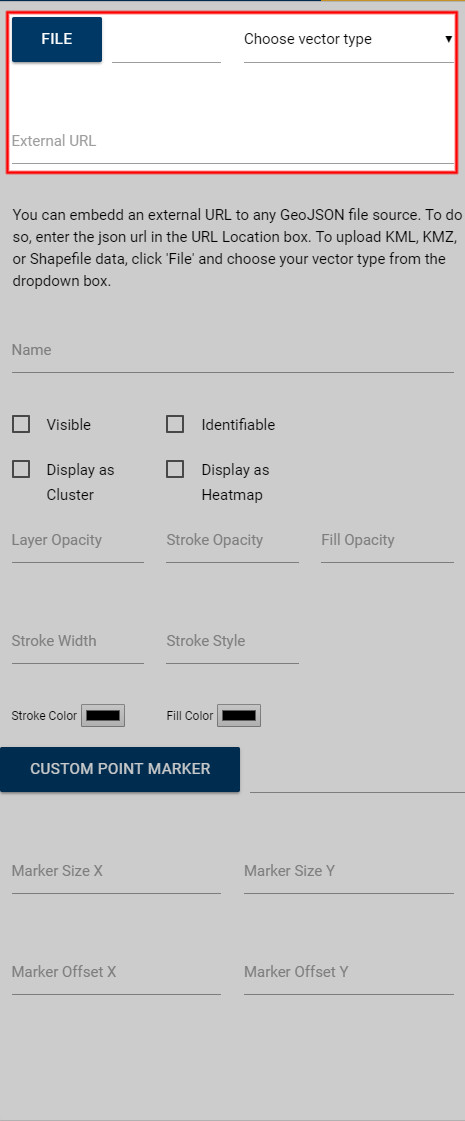 FILE
Choose vector type
External URL
You can embedd an external URL to any GeoJSON file source. To do
so, enter the json url in the URL Location box. To upload KML, KMZ,
or Shapefile data, click 'File' and choose your vector type from the
dropdown box.
Name
Visible
Identifiable
Display as
Cluster
Display as
Heatmap
Layer Opacity
Stroke Opacity
Fill Opacity
Stroke Width
Stroke Style
Stroke Color
Fill Color
CUSTOM POINT MARKER
Marker Size X
Marker Size Y
Marker Offset X
Marker Offset Y